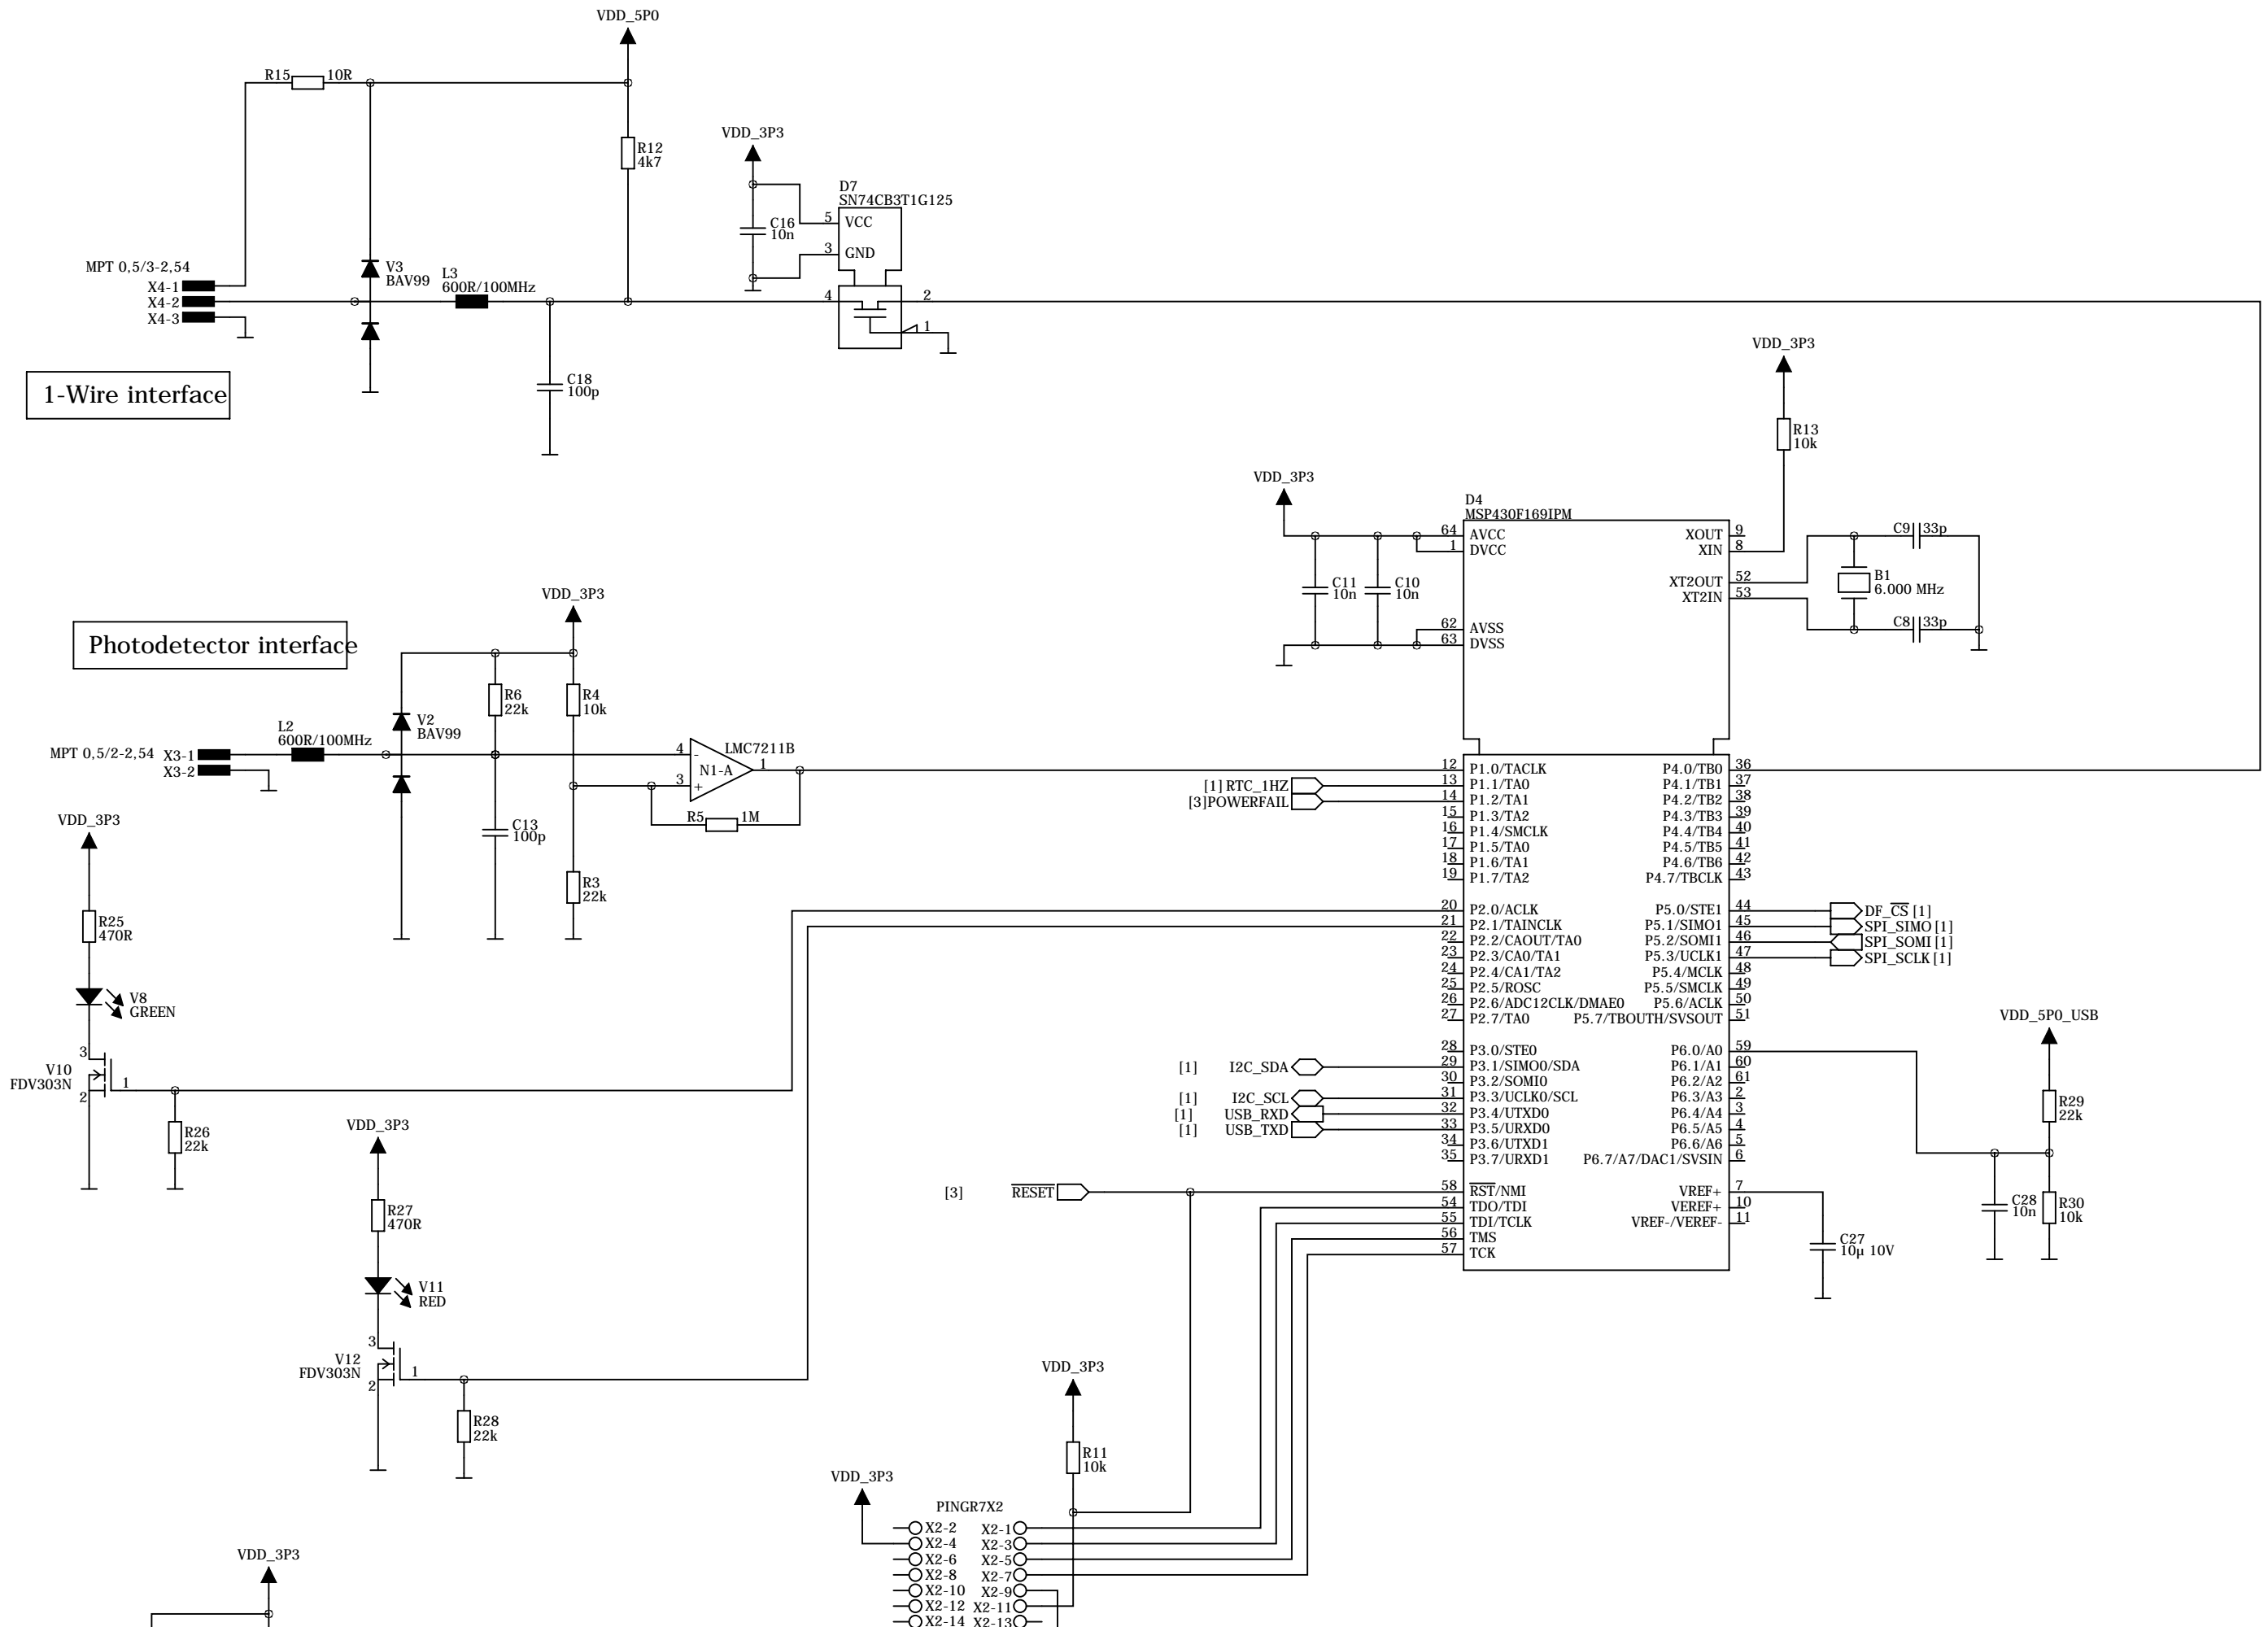 VDD_5P0
R15 10R
R12
4k7
VDD_3P3
D7
SN74CB3T1G125
C16
10n
5 VCC
3 GND
MPT 0,5/3-2,54
X4-1
X4-2
X4-3
V3
BAV99
L3
600R/100MHz
4 2
1
C18
100p
1-Wire interface
VDD_3P3
R13
10k
VDD_3P3
D4
MSP430F169IPM
64 AVCC XOUT 9
1 DVCC XIN 8
C9 33p
C11
10n
C10
10n
XT2OUT 52
XT2IN 53
B1
6.000 MHz
62 AVSS
63 DVSS
C8 33p
VDD_3P3
Photodetector interface
R6
22k
R4
10k
V2
BAV99
L2
600R/100MHz
MPT 0,5/2-2,54 X3-1
X3-2
LMC7211B
4 -
N1-A 1
3 +
R5 1M
C13
100p
R3
22k
12 P1.0/TACLK P4.0/TB0 36
[1] RTC_1HZ 13 P1.1/TA0 P4.1/TB1 37
[3]POWERFAIL 14 P1.2/TA1 P4.2/TB2 38
15 P1.3/TA2 P4.3/TB3 39
16 P1.4/SMCLK P4.4/TB4 40
17 P1.5/TA0 P4.5/TB5 41
18 P1.6/TA1 P4.6/TB6 42
19 P1.7/TA2 P4.7/TBCLK 43
20 P2.0/ACLK P5.0/STE1 44 DF_CS [1]
21 P2.1/TAINCLK P5.1/SIMO1 45 SPI_SIMO [1]
22 P2.2/CAOUT/TA0 P5.2/SOMI1 46 SPI_SOMI [1]
23 P2.3/CA0/TA1 P5.3/UCLK1 47 SPI_SCLK [1]
24 P2.4/CA1/TA2 P5.4/MCLK 48
25 P2.5/ROSC P5.5/SMCLK 49
26 P2.6/ADC12CLK/DMAE0 P5.6/ACLK 50
27 P2.7/TA0 P5.7/TBOUTH/SVSOUT 51
28 P3.0/STE0 P6.0/A0 59
[1] I2C_SDA 29 P3.1/SIMO0/SDA P6.1/A1 60
30 P3.2/SOMI0 P6.2/A2 61
[1] I2C_SCL 31 P3.3/UCLK0/SCL P6.3/A3 2
[1] USB_RXD 32 P3.4/UTXD0 P6.4/A4 3
[1] USB_TXD 33 P3.5/URXD0 P6.5/A5 4
34 P3.6/UTXD1 P6.6/A6 5
35 P3.7/URXD1 P6.7/A7/DAC1/SVSIN 6
[3] RESET 58 RST/NMI VREF+ 7
54 TDO/TDI VEREF+ 10
55 TDI/TCLK VREF-/VEREF- 11
56 TMS
57 TCK
VDD_5P0_USB
R29
22k
C28
10n
R30
10k
C27
10µ 10V
VDD_3P3
R25
470R
V8
GREEN
V10
FDV303N
3
1
2
R26
22k
VDD_3P3
R27
470R
V11
RED
V12
FDV303N
3
1
2
R28
22k
VDD_3P3
R11
10k
VDD_3P3
PINGR7X2
X2-2 X2-1
X2-4 X2-3
X2-6 X2-5
X2-8 X2-7
X2-10 X2-9
X2-12 X2-11
X2-14 X2-13
VDD_3P3